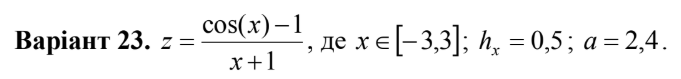 Варіант 23. z = (cos(x) − 1)/(x + 1), де x ∈ [−3,3]; hₓ = 0,5; a = 2,4.